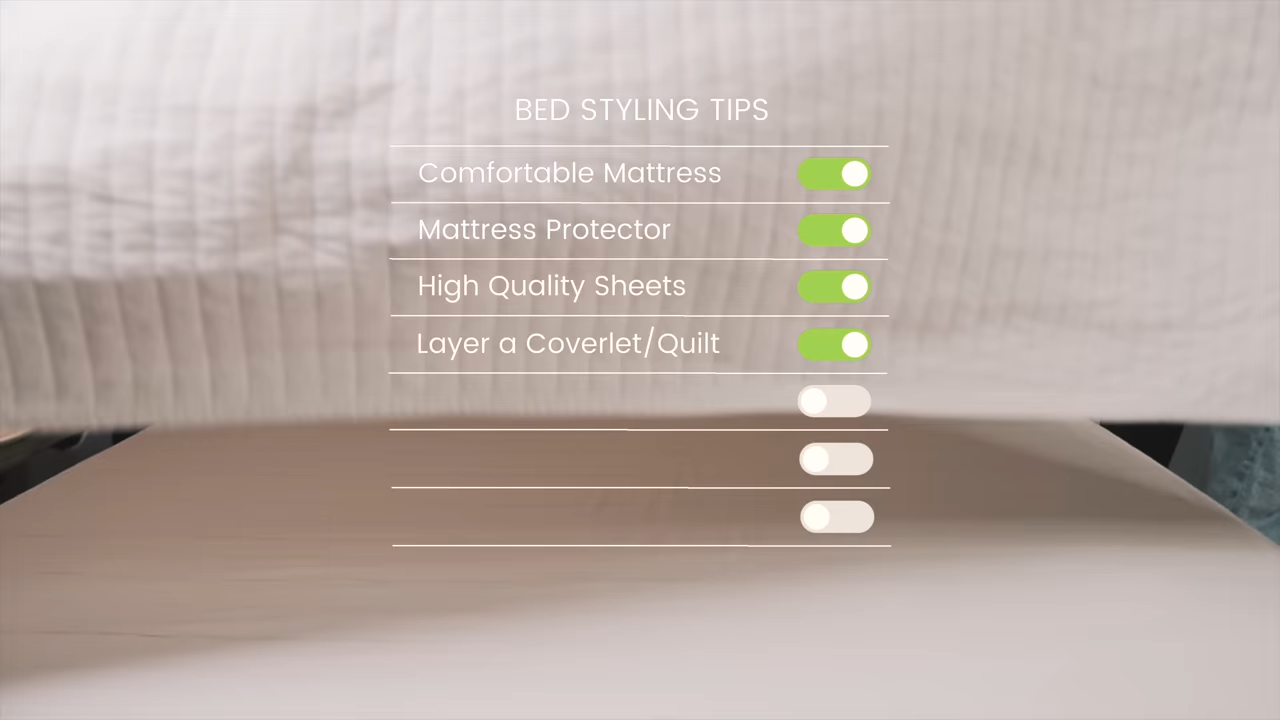 BED STYLING TIPS
Comfortable Mattress
Mattress Protector
High Quality Sheets
Layer a Coverlet/Quilt